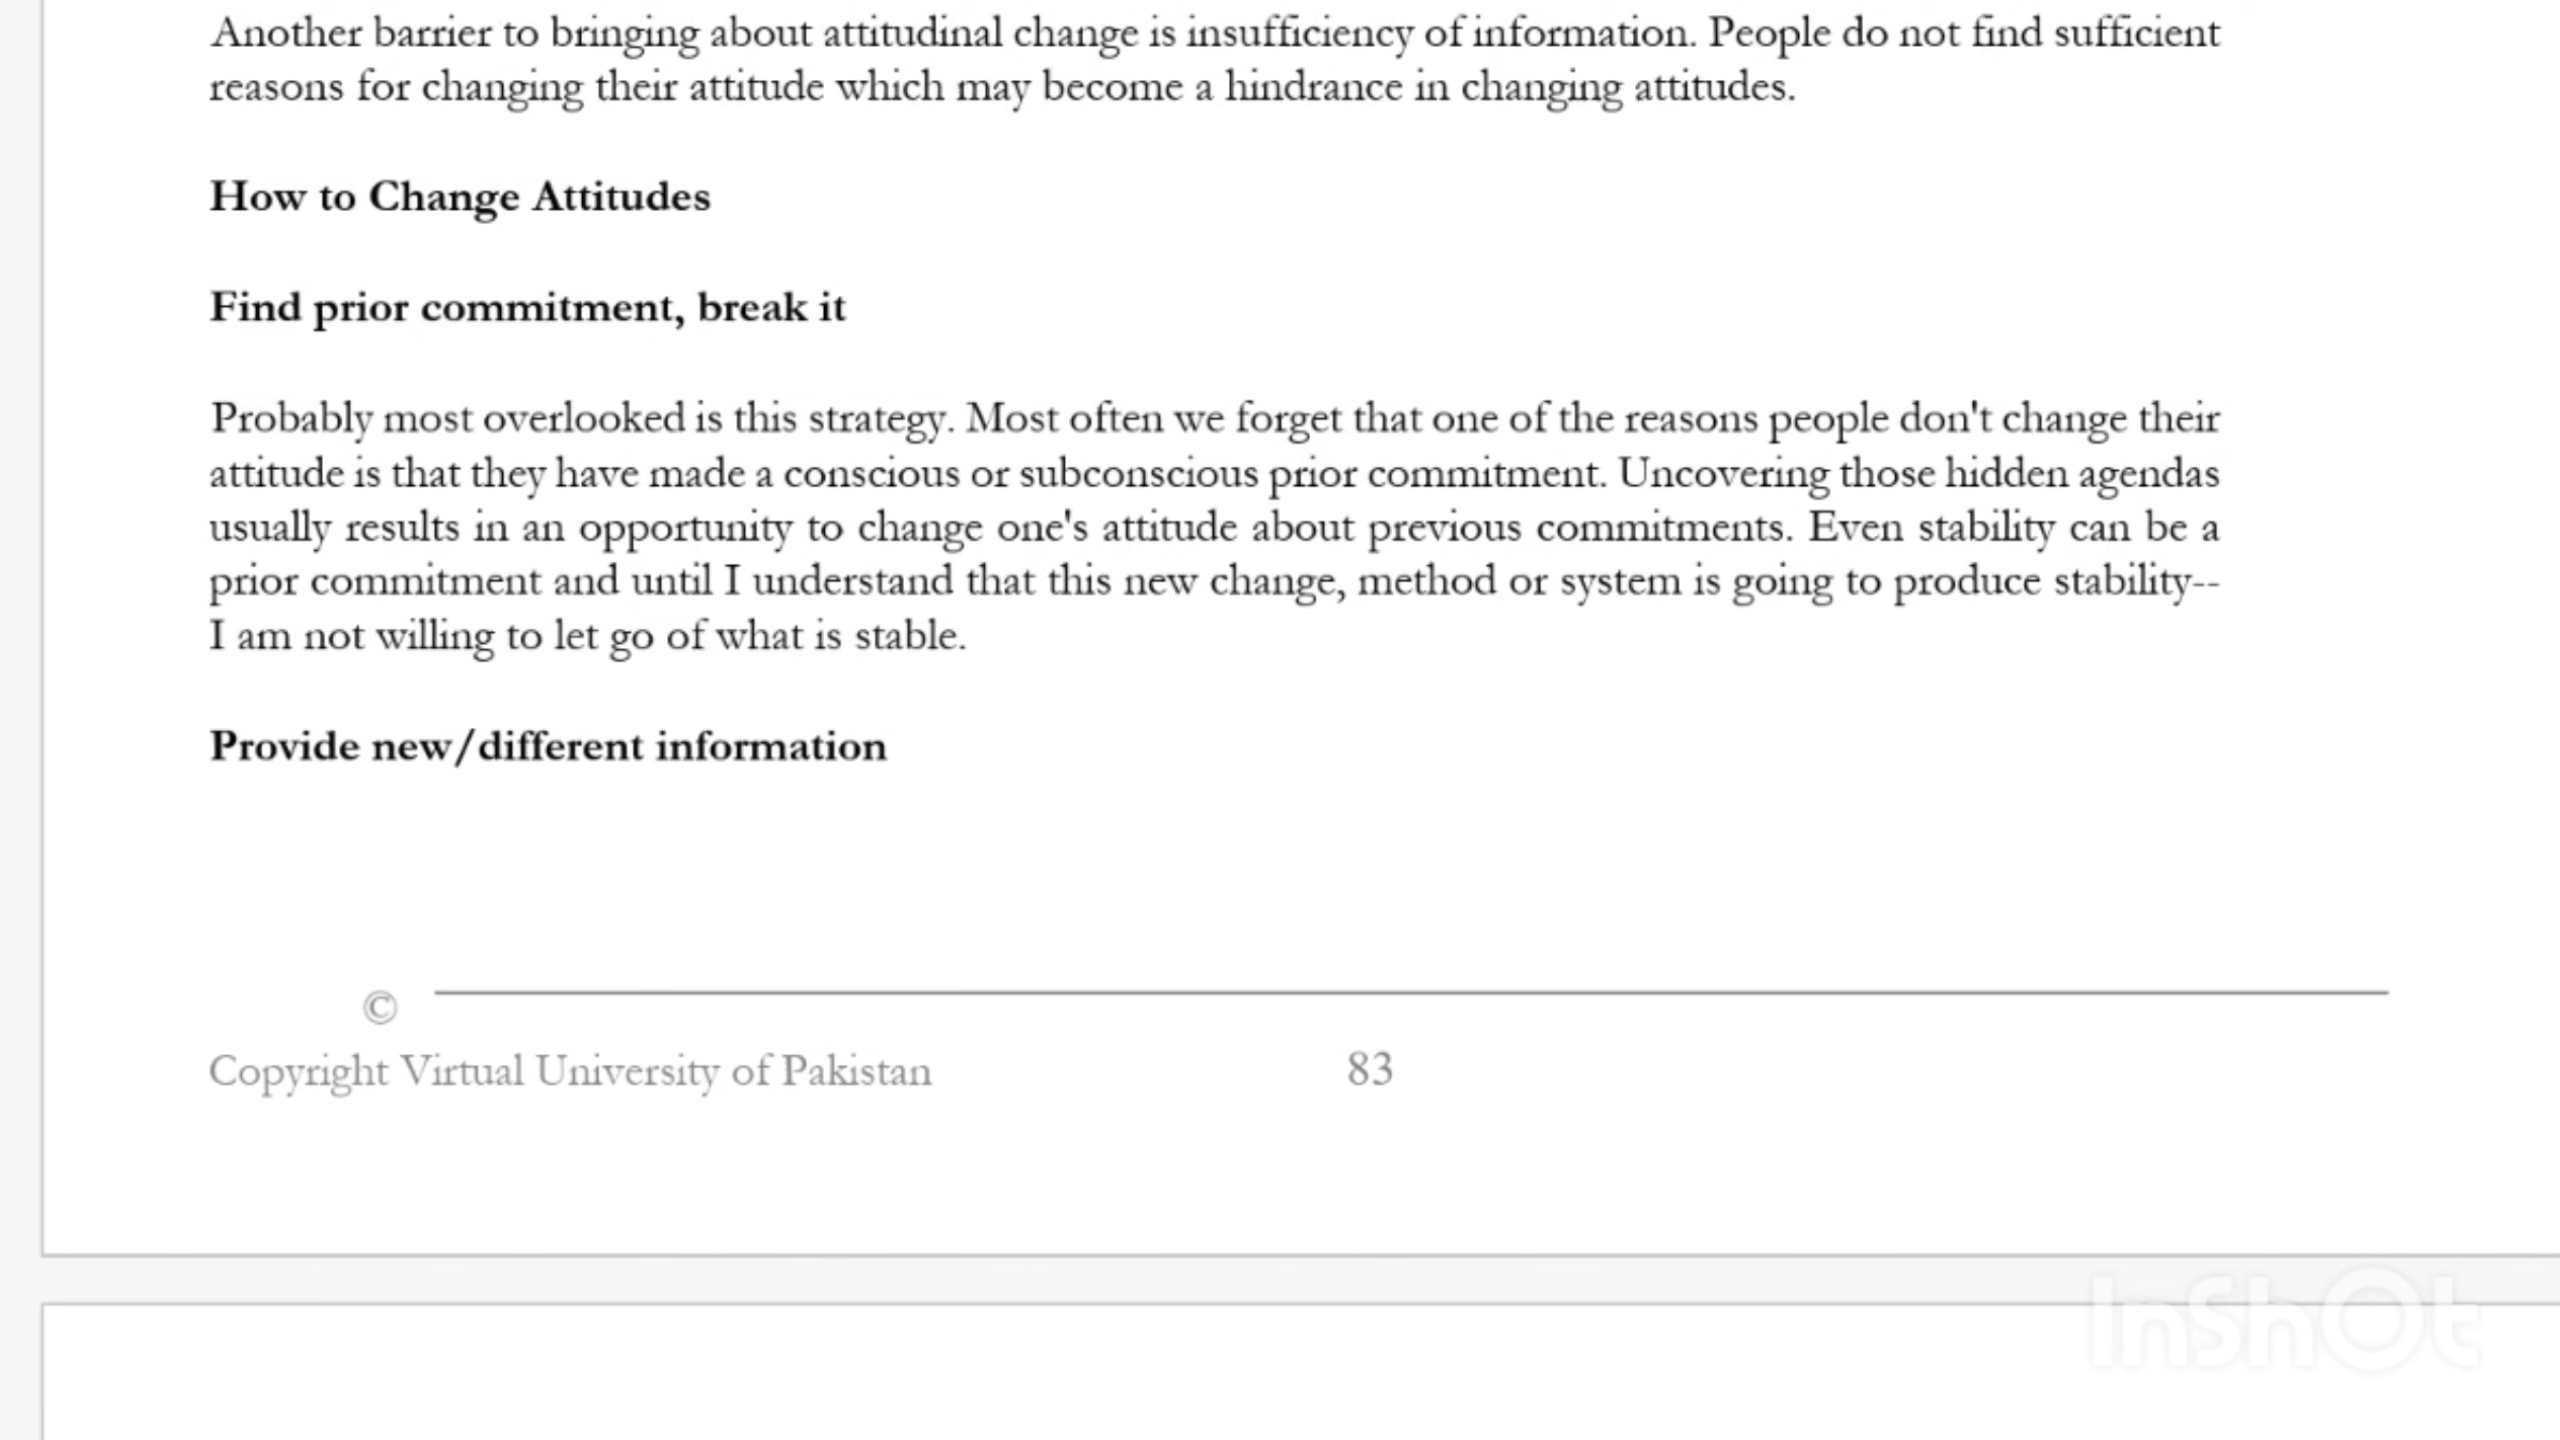 Another barrier to bringing about attitudinal change is insufficiency of information. People do not find sufficient
reasons for changing their attitude which may become a hindrance in changing attitudes.
How to Change Attitudes
Find prior commitment, break it
Probably most overlooked is this strategy. Most often we forget that one of the reasons people don't change their
attitude is that they have made a conscious or subconscious prior commitment. Uncovering those hidden agendas
usually results in an opportunity to change one's attitude about previous commitments. Even stability can be a
prior commitment and until I understand that this new change, method or system is going to produce stability--
I am not willing to let go of what is stable.
Provide new/different information
©
Copyright Virtual University of Pakistan 83
InShOt